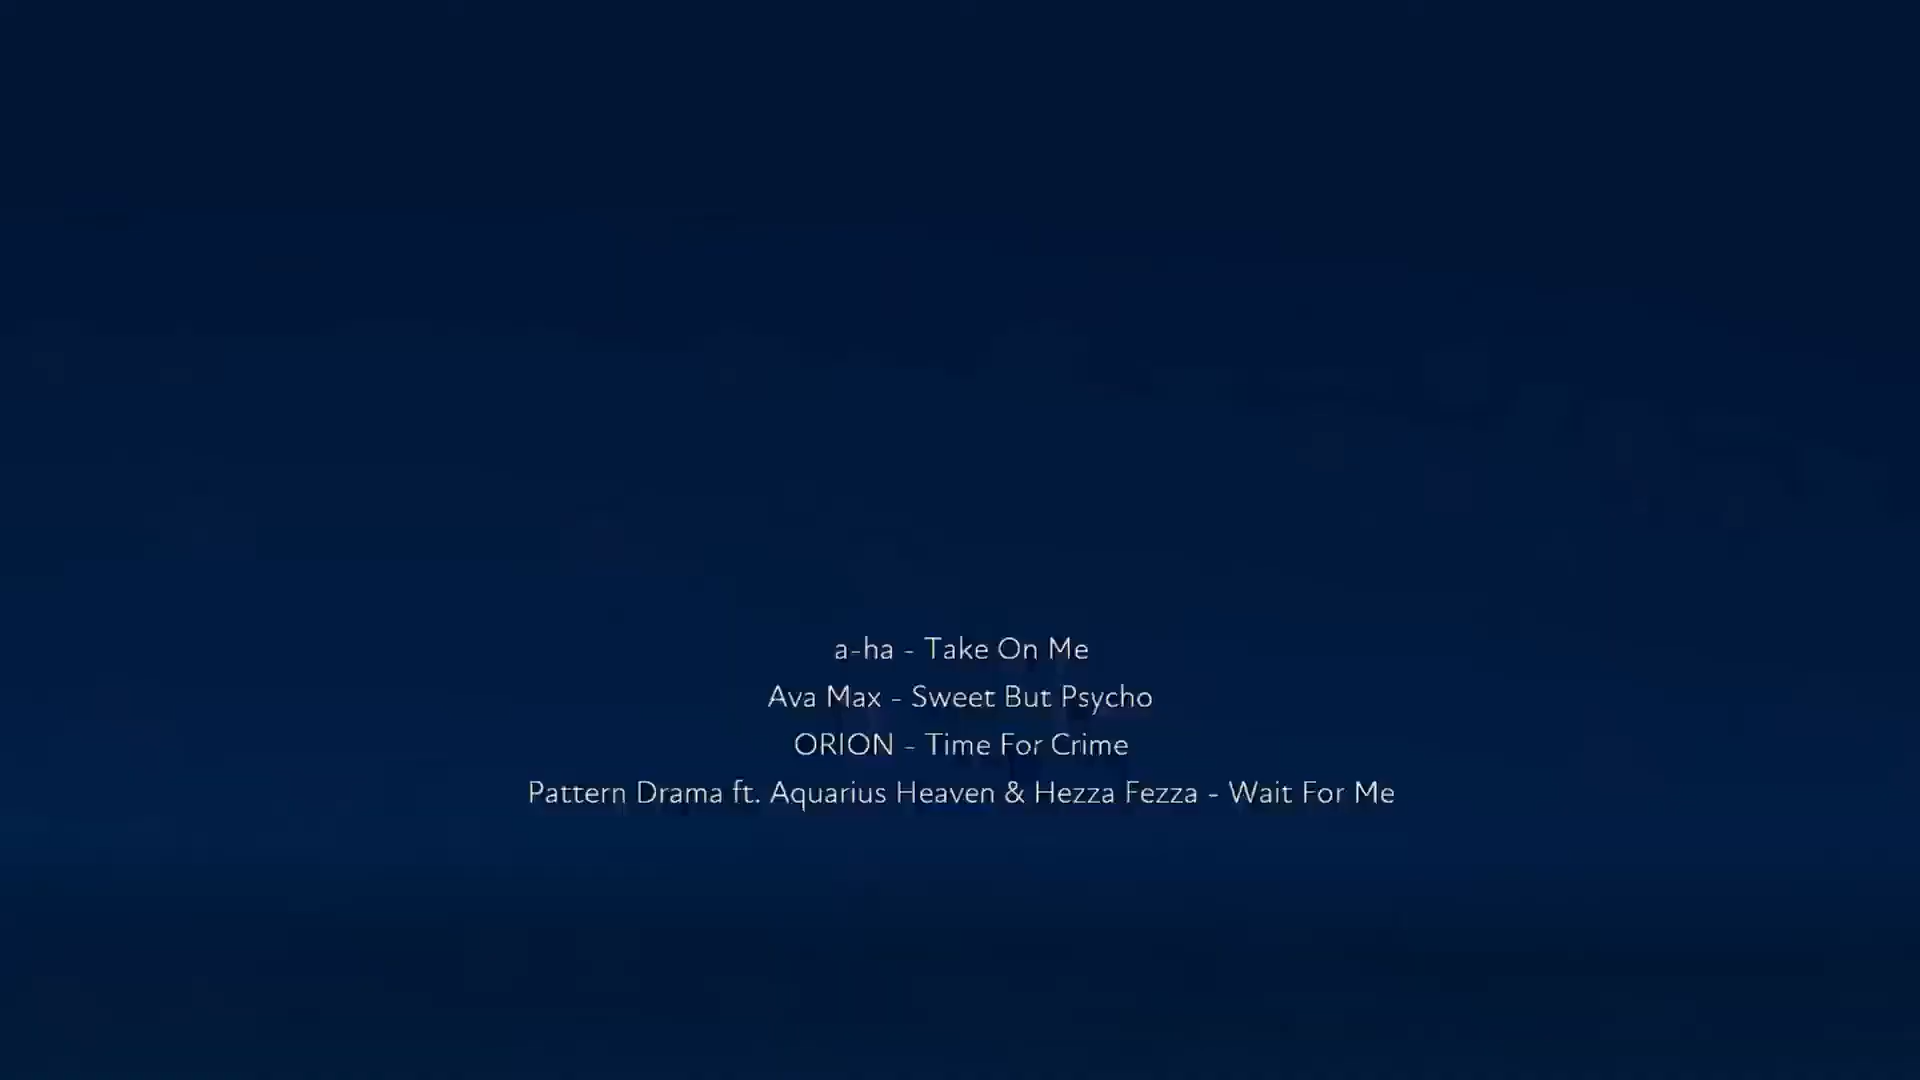 a-ha - Take On Me
Ava Max - Sweet But Psycho
ORION - Time For Crime
Pattern Drama ft. Aquarius Heaven & Hezza Fezza - Wait For Me